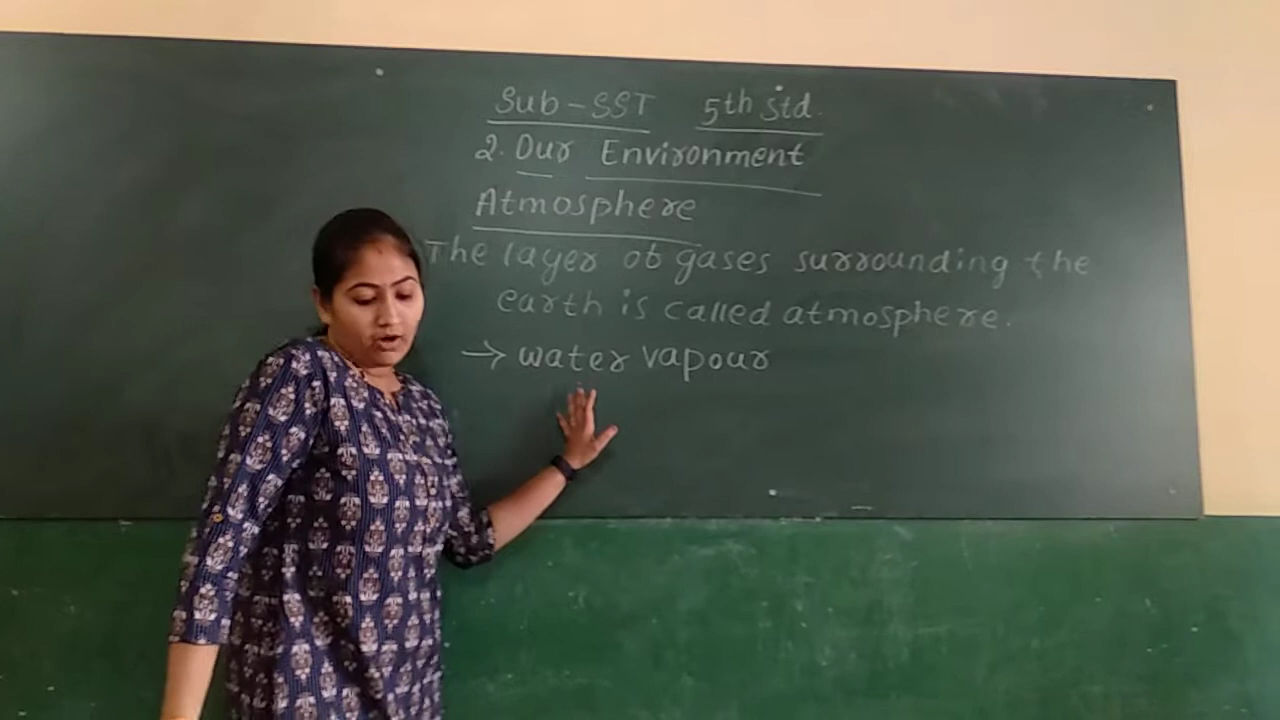 Sub - SST 5th std.
2. Our Environment
Atmosphere
The layer of gases surrounding the
earth is called atmosphere.
→ water vapour